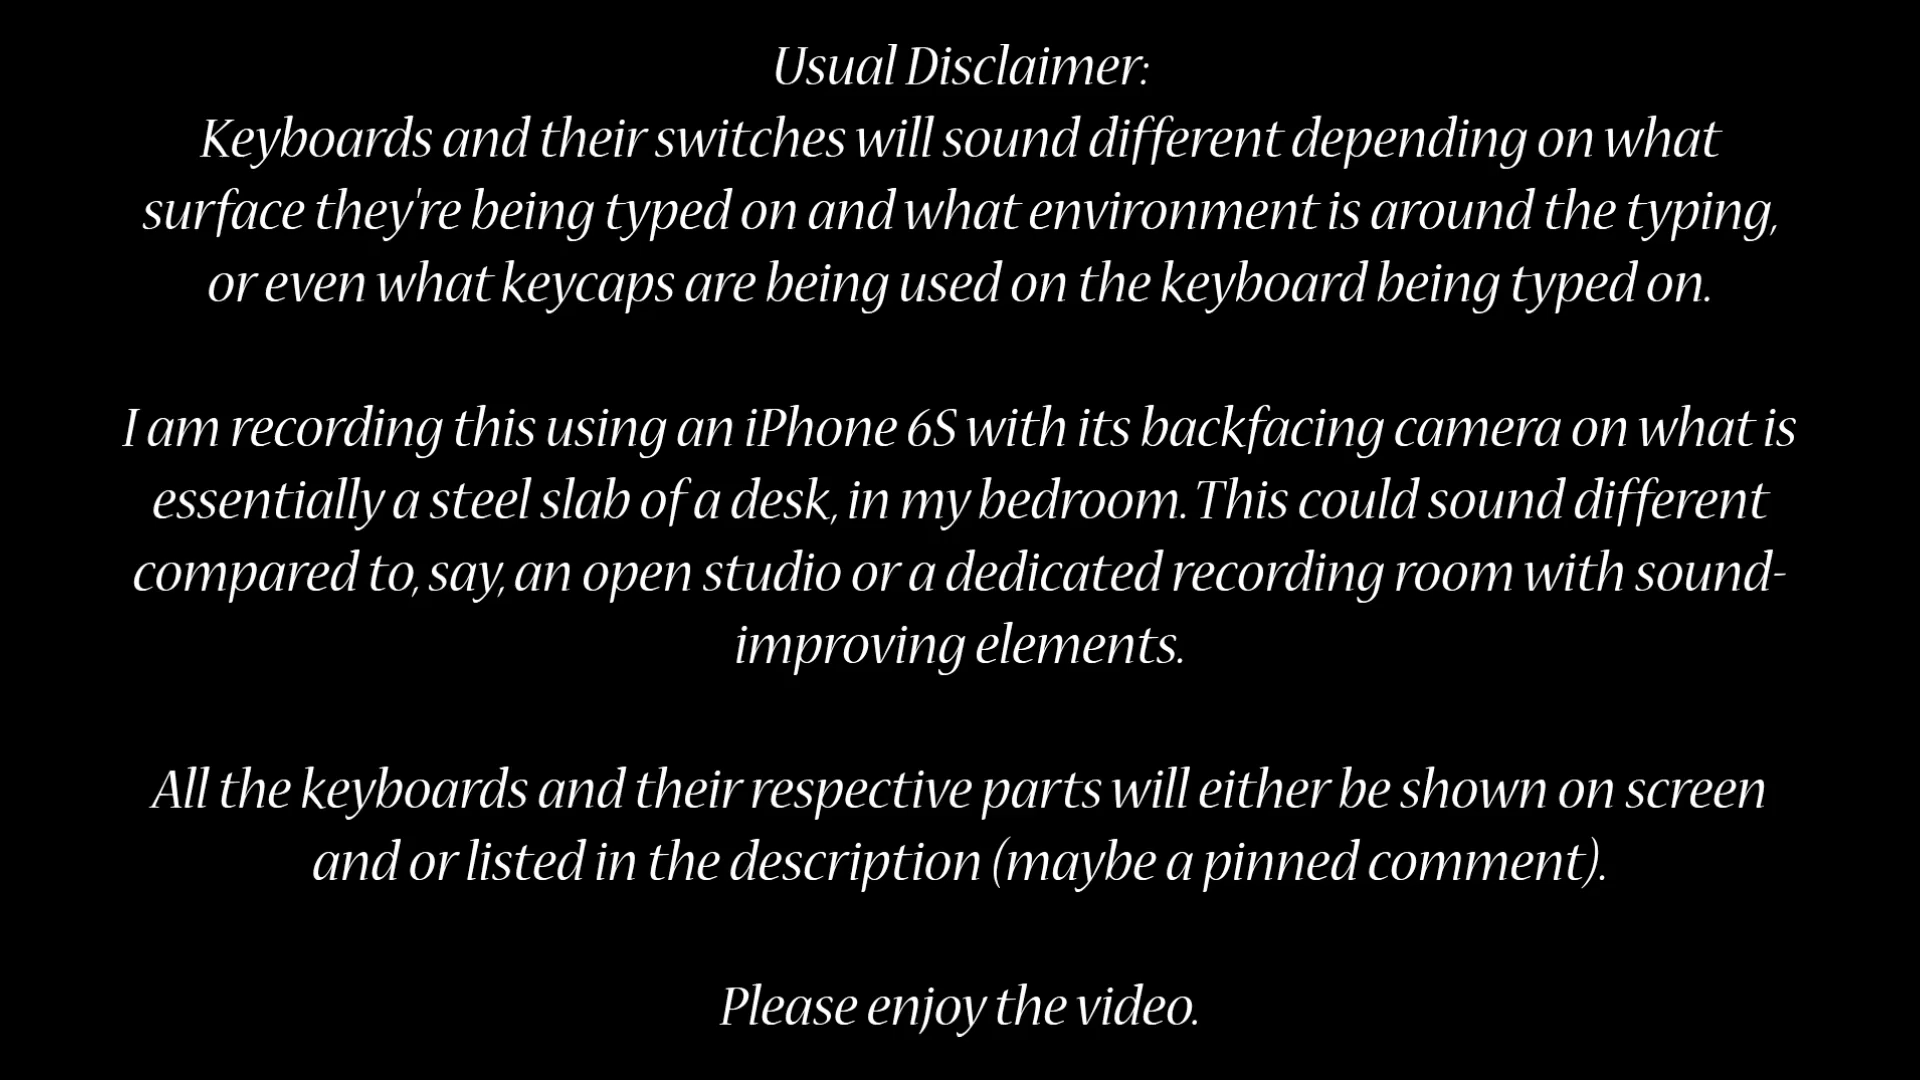 Usual Disclaimer:
Keyboards and their switches will sound different depending on what
surface they're being typed on and what environment is around the typing,
or even what keycaps are being used on the keyboard being typed on.
I am recording this using an iPhone 6S with its backfacing camera on what is
essentially a steel slab of a desk, in my bedroom. This could sound different
compared to, say, an open studio or a dedicated recording room with sound-
improving elements.
All the keyboards and their respective parts will either be shown on screen
and or listed in the description (maybe a pinned comment).
Please enjoy the video.